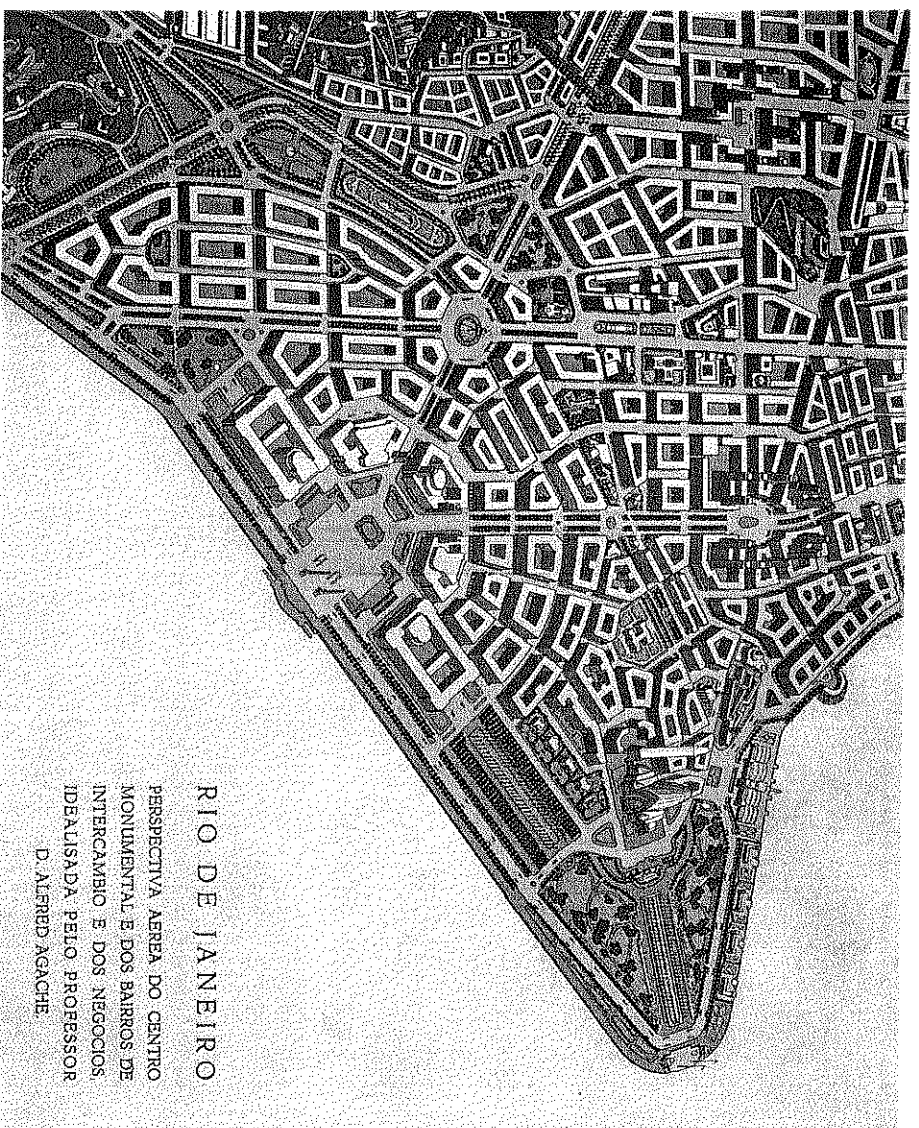 RIO DE JANEIRO
PERSPECTIVA AEREA DO CENTRO
MONUMENTAL E DOS BAIRROS DE
INTERCAMBIO E DOS NEGOCIOS,
IDEALISADA PELO PROFESSOR
D. ALFRED AGACHE.